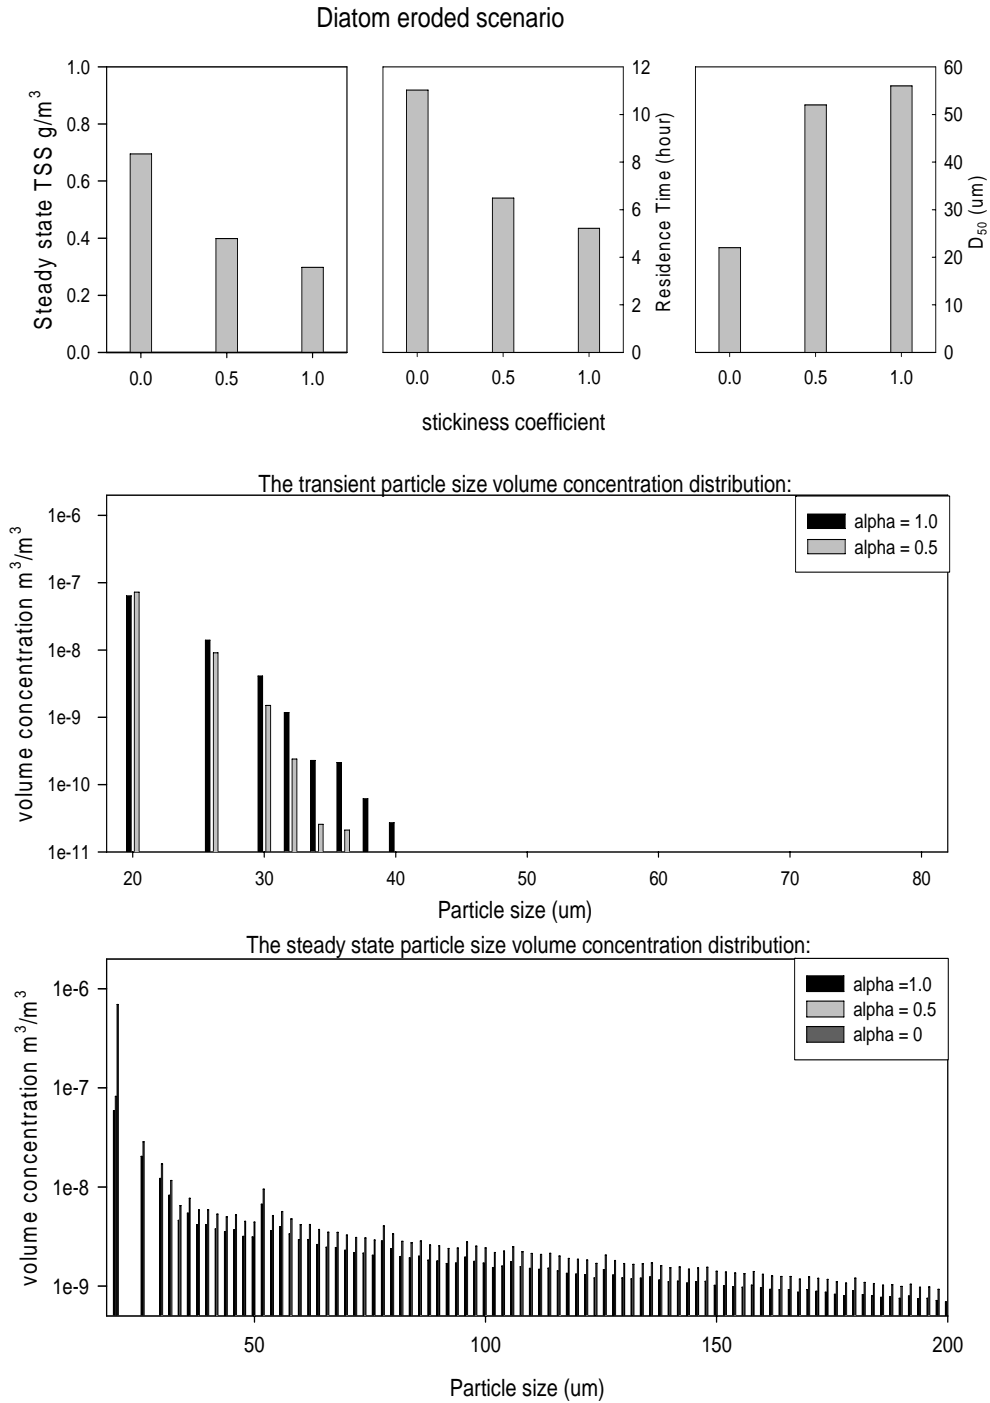 Diatom eroded scenario
Steady state TSS g/m³
1.0
0.8
0.6
0.4
0.2
0.0
0.0 0.5 1.0
12
10
8
6
4
2
0
Residence Time (hour)
0.0 0.5 1.0
60
50
40
30
20
10
0
D₅₀ (um)
0.0 0.5 1.0
stickiness coefficient
The transient particle size volume concentration distribution:
alpha = 1.0
alpha = 0.5
volume concentration m³/m³
1e-6
1e-7
1e-8
1e-9
1e-10
1e-11
20 30 40 50 60 70 80
Particle size (um)
The steady state particle size volume concentration distribution:
alpha =1.0
alpha = 0.5
alpha = 0
volume concentration m³/m³
1e-6
1e-7
1e-8
1e-9
50 100 150 200
Particle size (um)